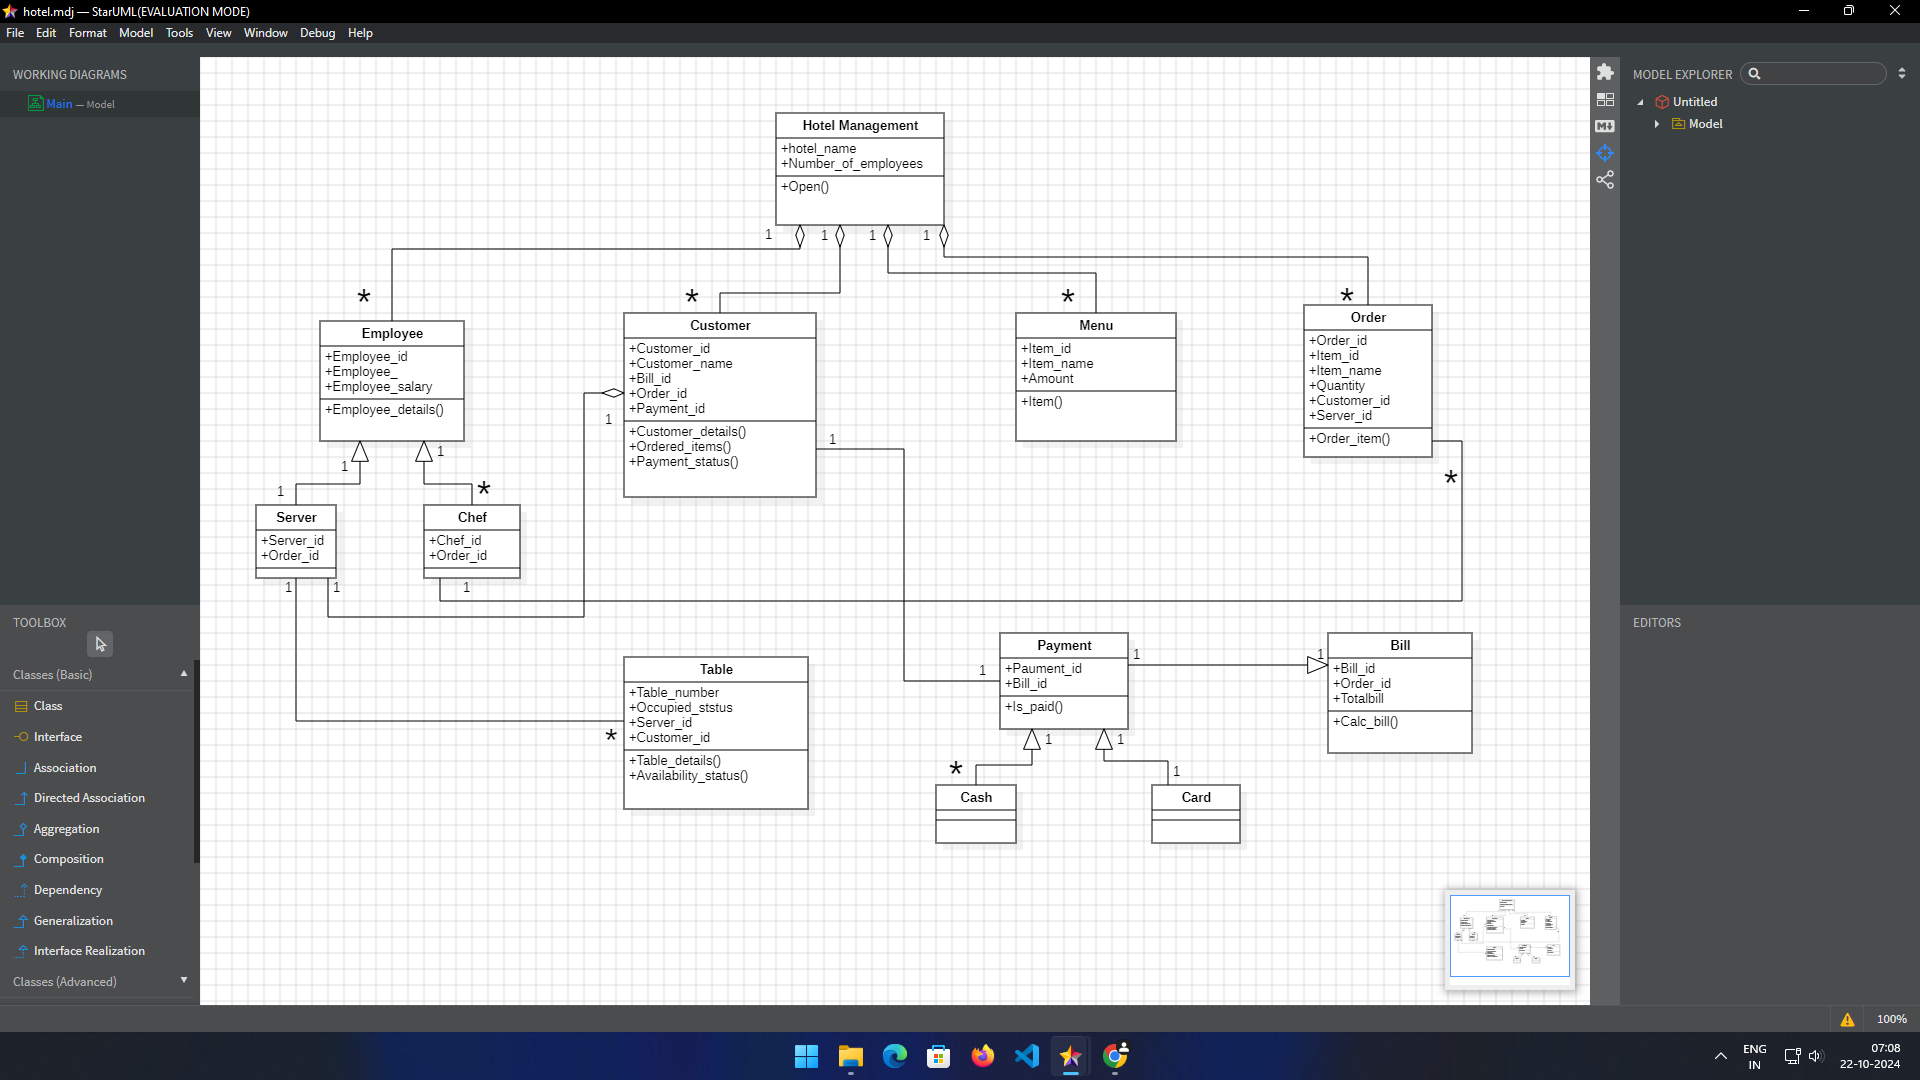 hotel.mdj — StarUML(EVALUATION MODE)
File Edit Format Model Tools View Window Debug Help
WORKING DIAGRAMS
Main — Model
TOOLBOX
Classes (Basic)
Class
Interface
Association
Directed Association
Aggregation
Composition
Dependency
Generalization
Interface Realization
Classes (Advanced)
Hotel Management
+hotel_name
+Number_of_employees
+Open()
1 1 1 1
* * * *
Employee
+Employee_id
+Employee_
+Employee_salary
+Employee_details()
1
1
1
*
Customer
+Customer_id
+Customer_name
+Bill_id
+Order_id
+Payment_id
+Customer_details()
+Ordered_items()
+Payment_status()
1
1
Menu
+Item_id
+Item_name
+Amount
+Item()
Order
+Order_id
+Item_id
+Item_name
+Quantity
+Customer_id
+Server_id
+Order_item()
*
Server
+Server_id
+Order_id
1 1
Chef
+Chef_id
+Order_id
1
Table
+Table_number
+Occupied_ststus
+Server_id
+Customer_id
+Table_details()
+Availability_status()
*
Payment
+Paument_id
+Bill_id
+Is_paid()
1
1 1
1 1
Bill
+Bill_id
+Order_id
+Totalbill
+Calc_bill()
*
1
Cash
Card
MODEL EXPLORER
Untitled
Model
EDITORS
100%
ENG
IN
07:08
22-10-2024